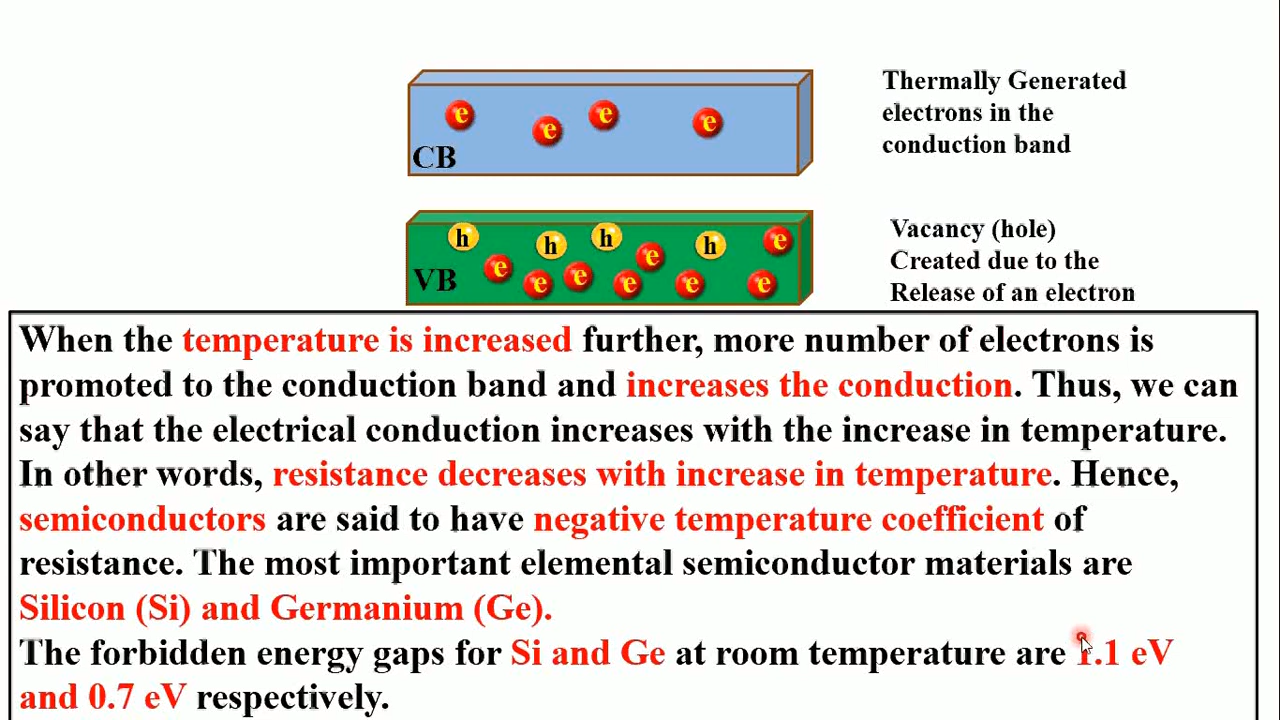 Thermally Generated
electrons in the
conduction band
e e e e
CB
Vacancy (hole)
Created due to the
Release of an electron
h h h h e
e e e e e e e
VB
When the temperature is increased further, more number of electrons is
promoted to the conduction band and increases the conduction. Thus, we can
say that the electrical conduction increases with the increase in temperature.
In other words, resistance decreases with increase in temperature. Hence,
semiconductors are said to have negative temperature coefficient of
resistance. The most important elemental semiconductor materials are
Silicon (Si) and Germanium (Ge).
The forbidden energy gaps for Si and Ge at room temperature are 1.1 eV
and 0.7 eV respectively.